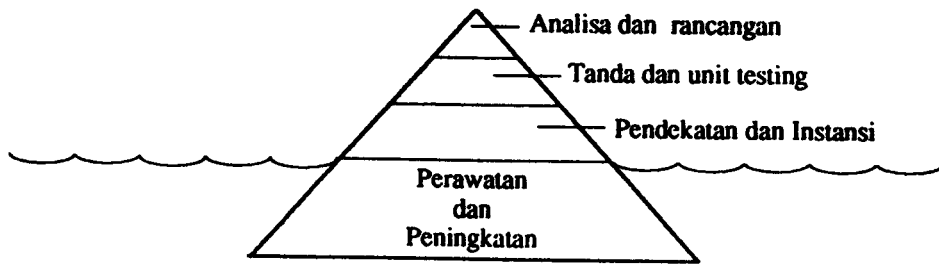 Analisa dan rancangan
Tanda dan unit testing
Pendekatan dan Instansi
Perawatan
dan
Peningkatan